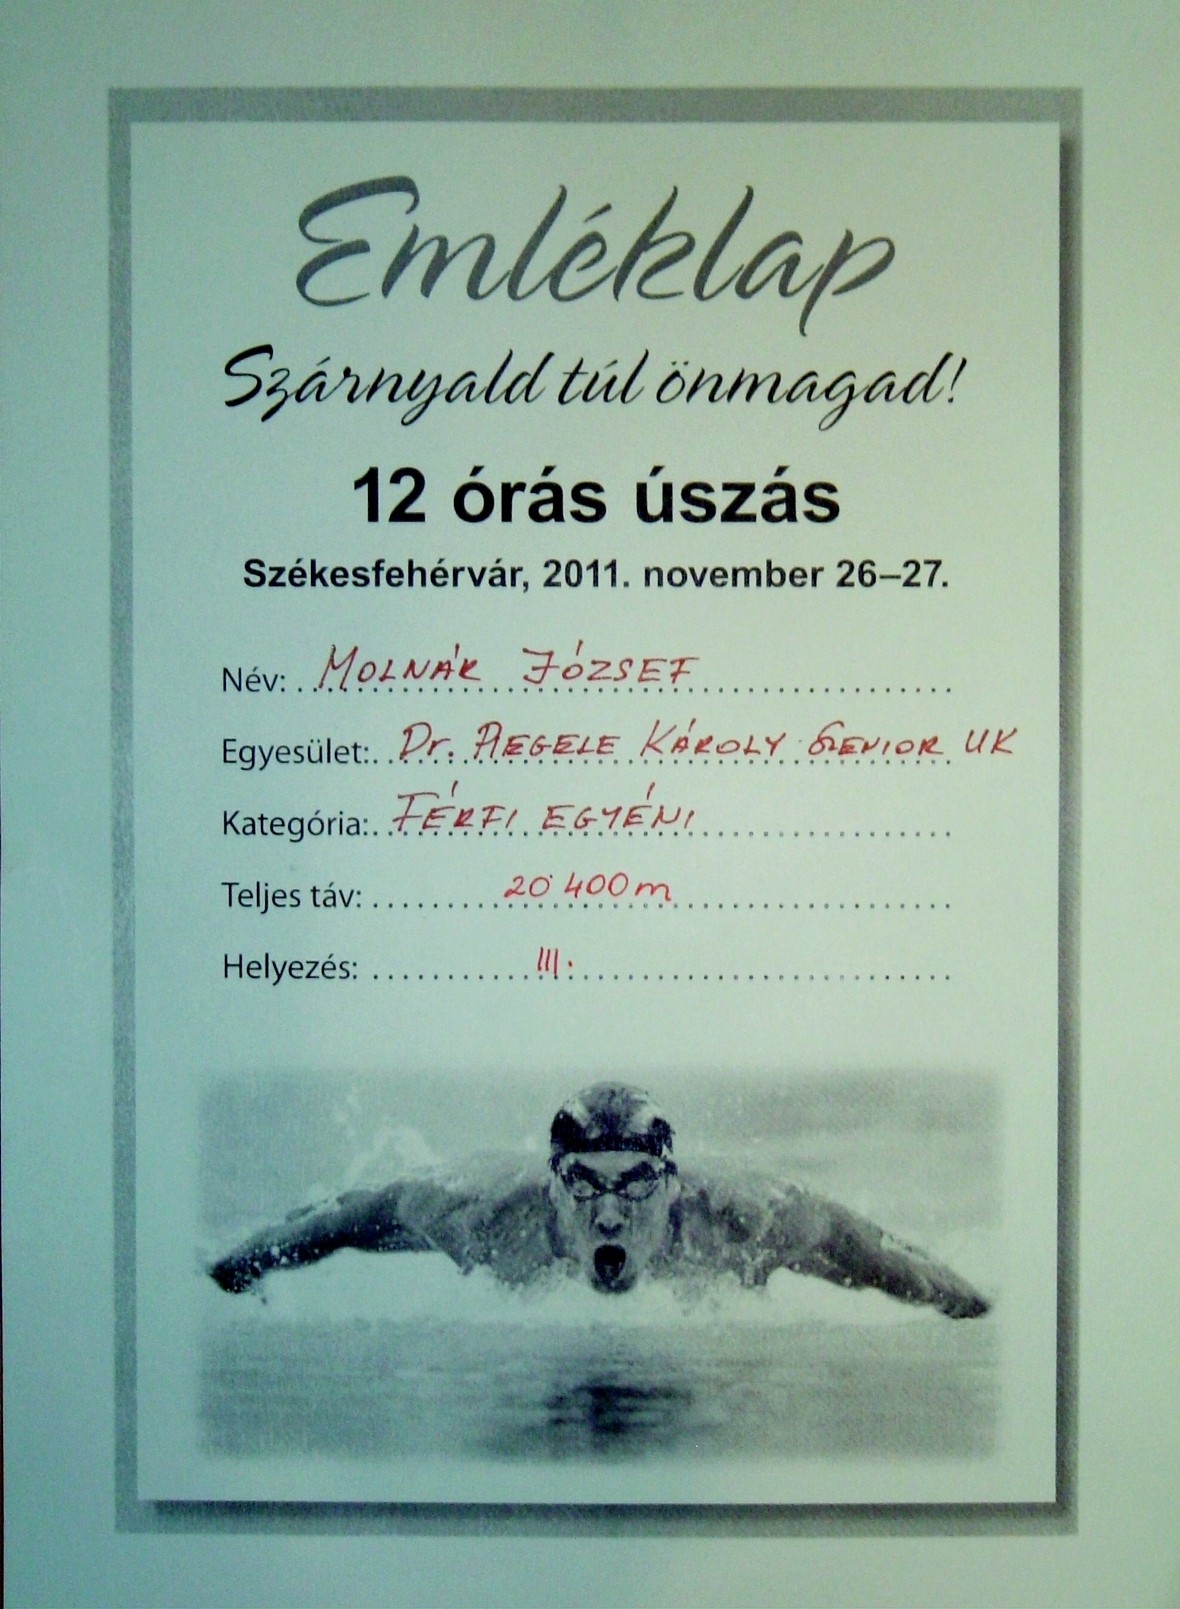 Emléklap
Szárnyald túl önmagad!
12 órás úszás
Székesfehérvár, 2011. november 26–27.
Név: MOLNÁR JÓZSEF
Egyesület: Dr. REGELE KÁROLY SZENIOR UK
Kategória: FÉRFI EGYÉNI
Teljes táv: 20 400 m
Helyezés: III.